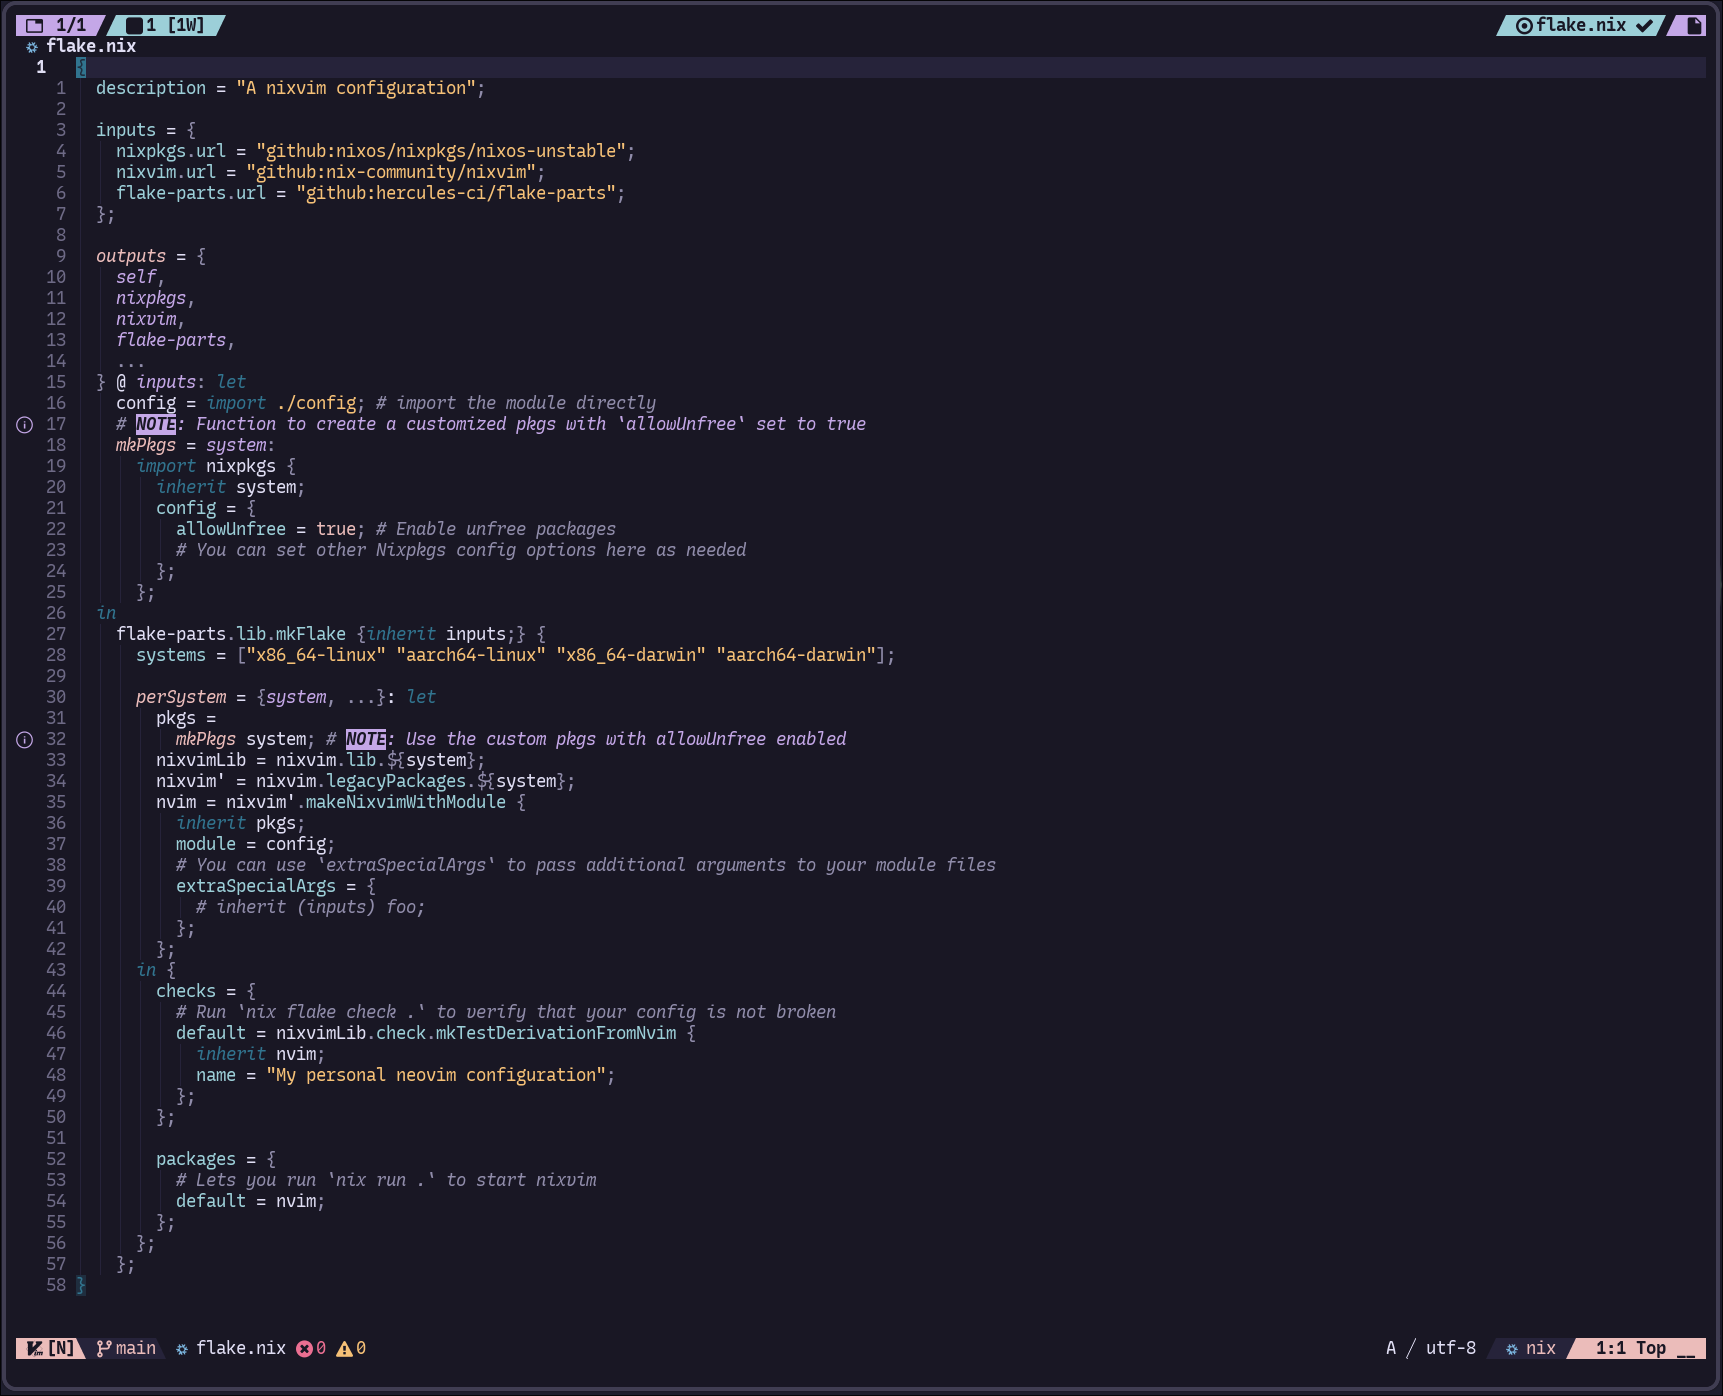 1/1 1 [1W] flake.nix
flake.nix
1 {
1 description = "A nixvim configuration";
2
3 inputs = {
4 nixpkgs.url = "github:nixos/nixpkgs/nixos-unstable";
5 nixvim.url = "github:nix-community/nixvim";
6 flake-parts.url = "github:hercules-ci/flake-parts";
7 };
8
9 outputs = {
10 self,
11 nixpkgs,
12 nixvim,
13 flake-parts,
14 ...
15 } @ inputs: let
16 config = import ./config; # import the module directly
17 # NOTE: Function to create a customized pkgs with `allowUnfree` set to true
18 mkPkgs = system:
19 import nixpkgs {
20 inherit system;
21 config = {
22 allowUnfree = true; # Enable unfree packages
23 # You can set other Nixpkgs config options here as needed
24 };
25 };
26 in
27 flake-parts.lib.mkFlake {inherit inputs;} {
28 systems = ["x86_64-linux" "aarch64-linux" "x86_64-darwin" "aarch64-darwin"];
29
30 perSystem = {system, ...}: let
31 pkgs =
32 mkPkgs system; # NOTE: Use the custom pkgs with allowUnfree enabled
33 nixvimLib = nixvim.lib.${system};
34 nixvim' = nixvim.legacyPackages.${system};
35 nvim = nixvim'.makeNixvimWithModule {
36 inherit pkgs;
37 module = config;
38 # You can use `extraSpecialArgs` to pass additional arguments to your module files
39 extraSpecialArgs = {
40 # inherit (inputs) foo;
41 };
42 };
43 in {
44 checks = {
45 # Run `nix flake check .` to verify that your config is not broken
46 default = nixvimLib.check.mkTestDerivationFromNvim {
47 inherit nvim;
48 name = "My personal neovim configuration";
49 };
50 };
51
52 packages = {
53 # Lets you run `nix run .` to start nixvim
54 default = nvim;
55 };
56 };
57 };
58 }
[N] main flake.nix 0 0 A / utf-8 nix 1:1 Top __